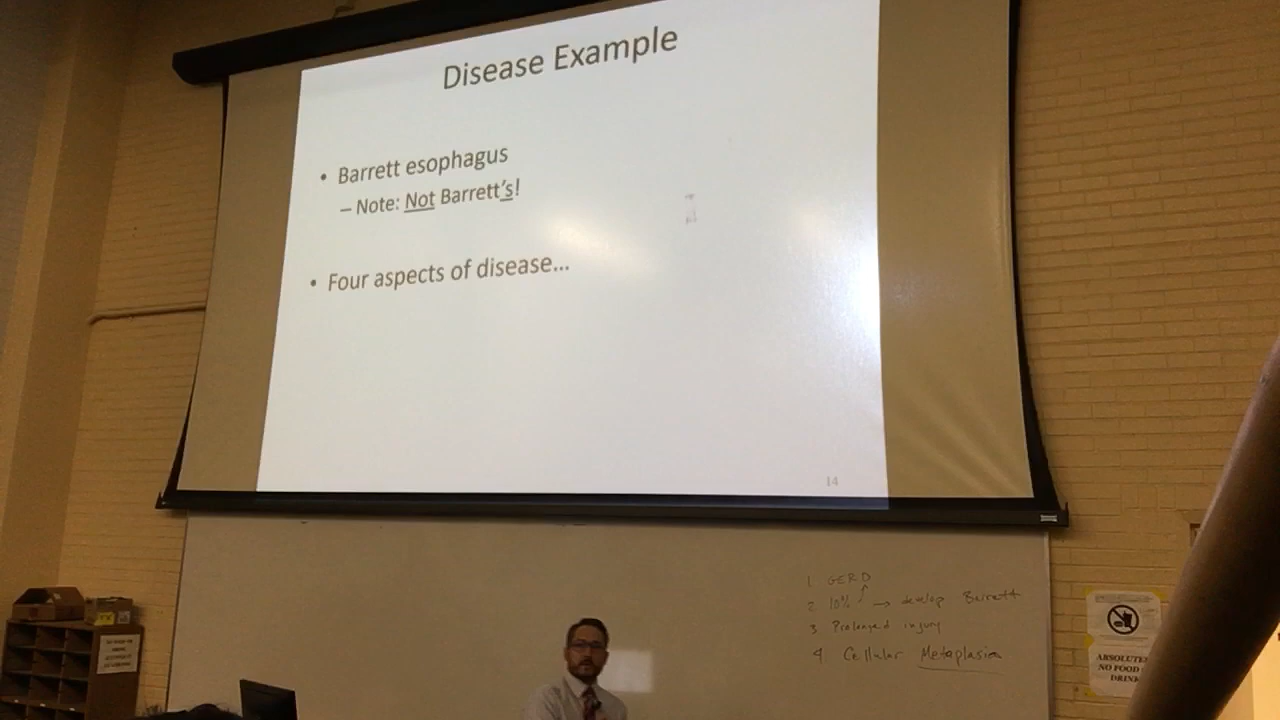 Disease Example
• Barrett esophagus
– Note: Not Barrett's!
• Four aspects of disease...
14
1 GERD
2 10% → develop Barrett
3 Prolonged injury
4 Cellular Metaplasia
ABSOLUTE
NO FOOD
DRINK